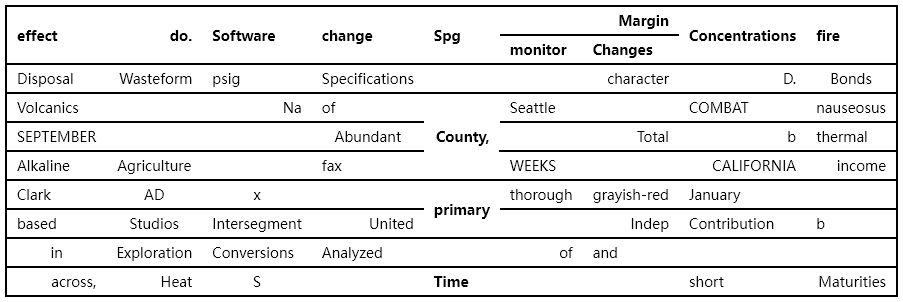 Margin
effect do. Software change Spg Concentrations fire
monitor Changes
Disposal Wasteform psig Specifications character D. Bonds
Volcanics Na of Seattle COMBAT nauseosus
SEPTEMBER Abundant County, Total b thermal
Alkaline Agriculture fax WEEKS CALIFORNIA income
Clark AD x thorough grayish-red January
primary
based Studios Intersegment United Indep Contribution b
in Exploration Conversions Analyzed of and
across, Heat S Time short Maturities